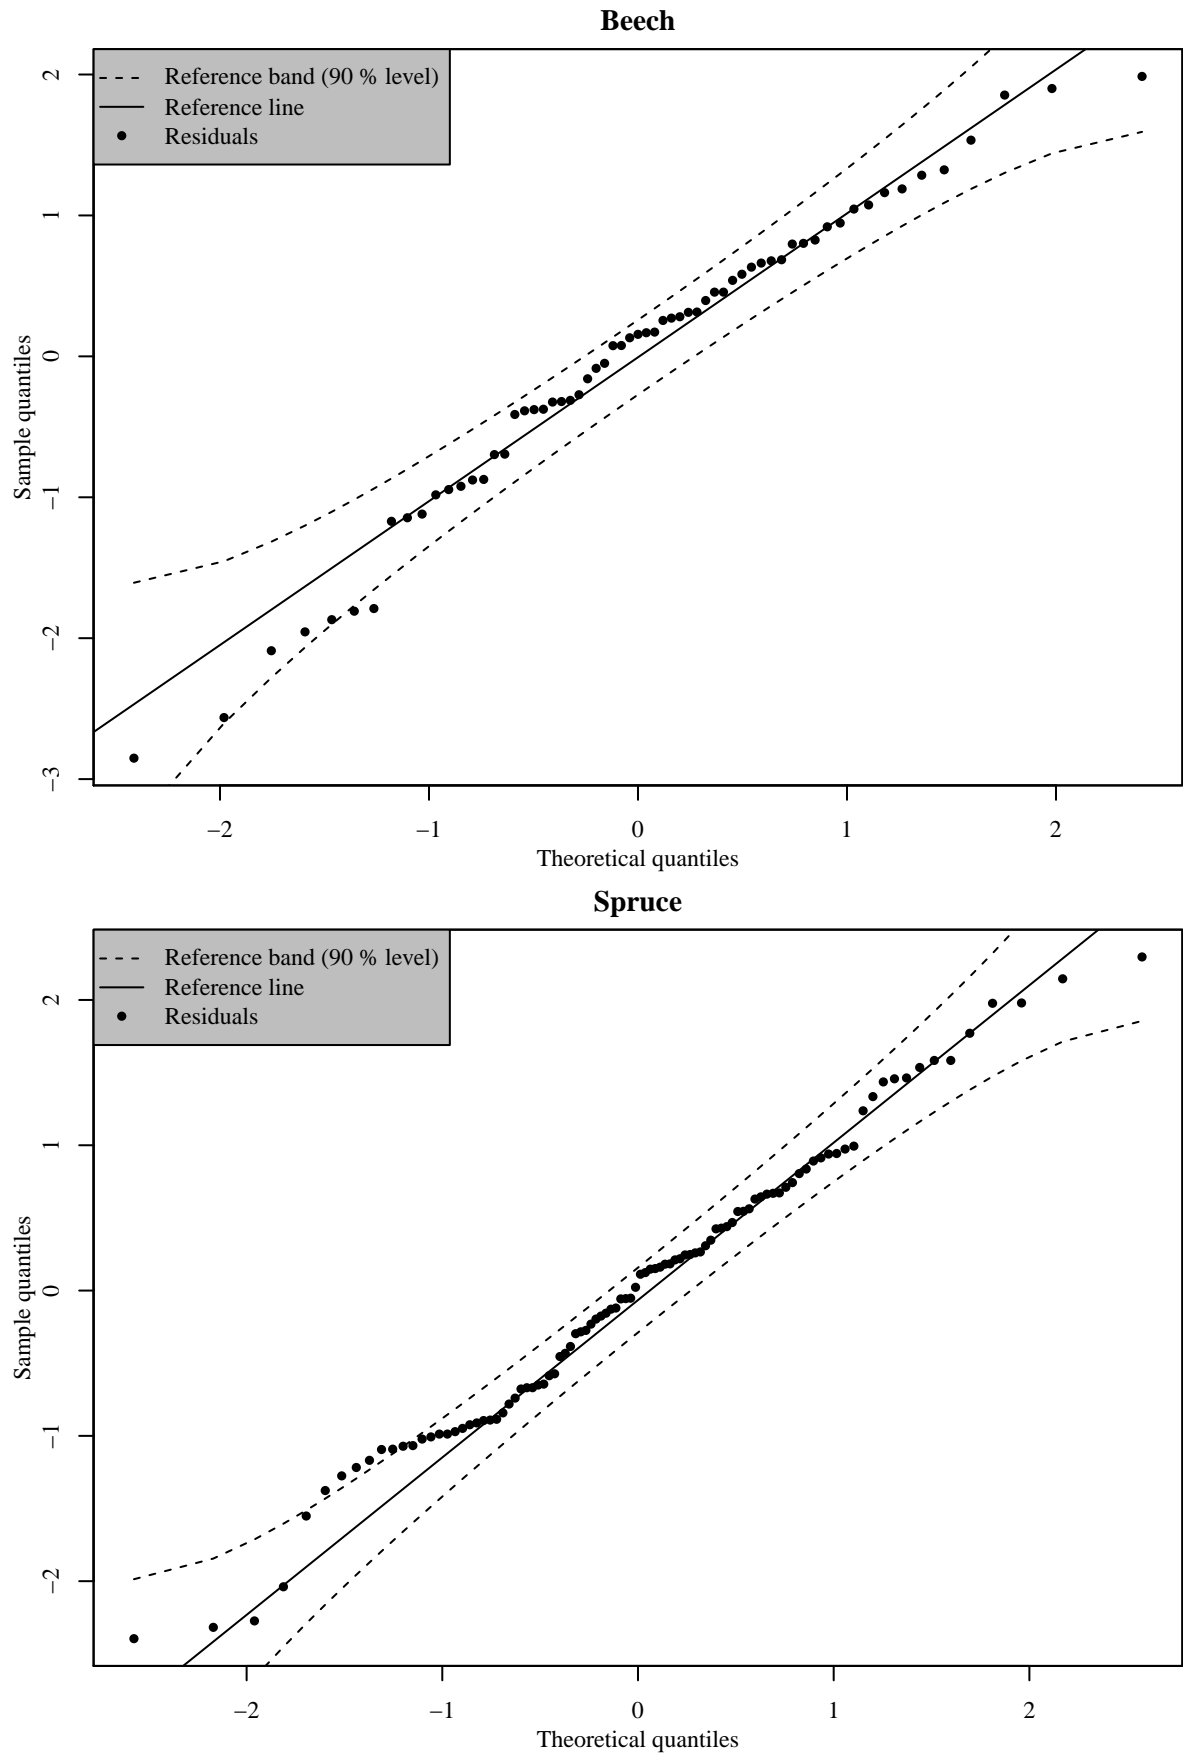 Beech
Reference band (90 % level)
Reference line
Residuals
2
1
0
−1
−2
−3
Sample quantiles
−2 −1 0 1 2
Theoretical quantiles
Spruce
Reference band (90 % level)
Reference line
Residuals
2
1
0
−1
−2
Sample quantiles
−2 −1 0 1 2
Theoretical quantiles